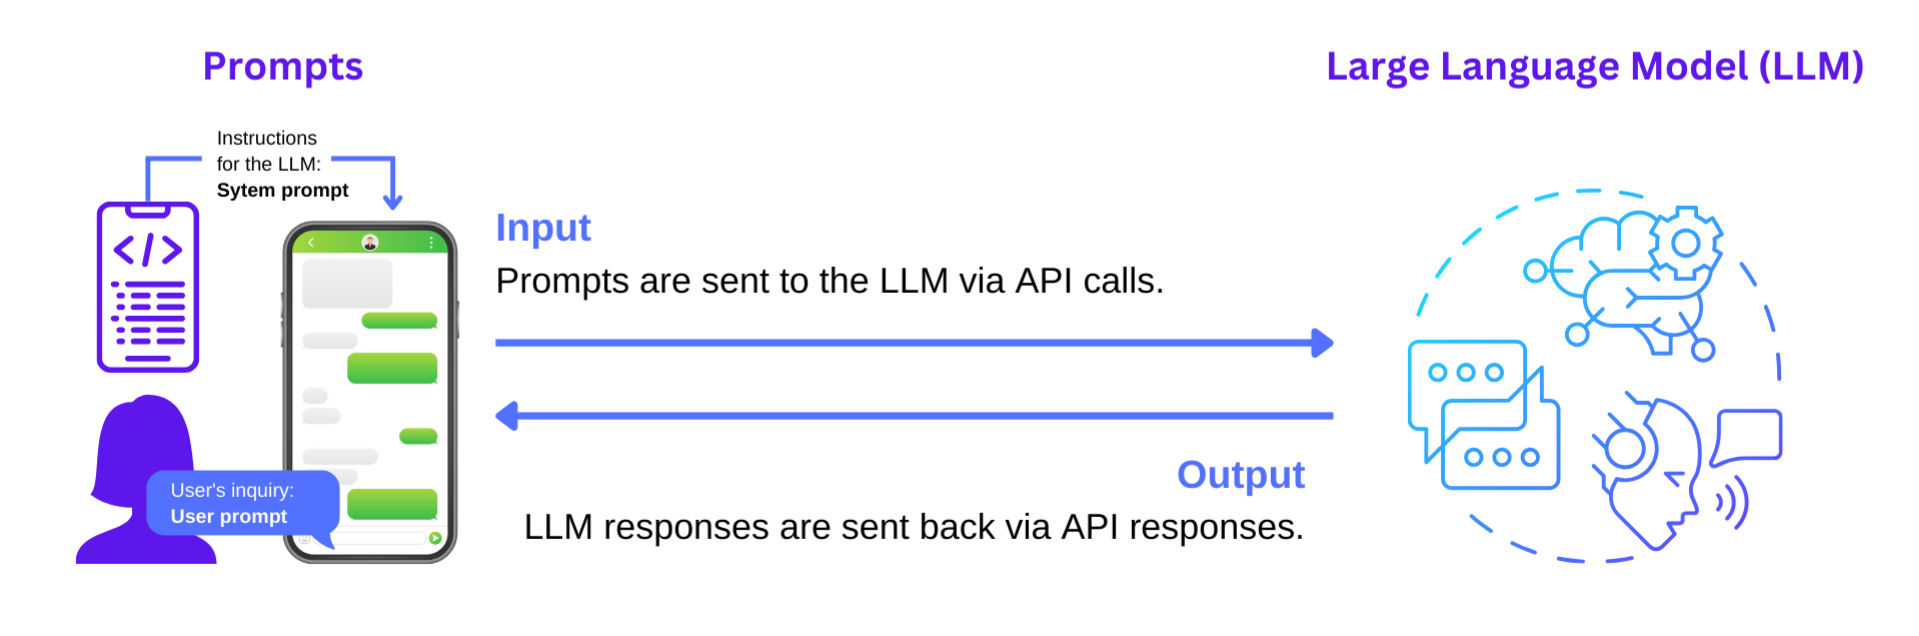 Prompts
Large Language Model (LLM)
Instructions
for the LLM:
Sytem prompt
Input
Prompts are sent to the LLM via API calls.
User's inquiry:
User prompt
Output
LLM responses are sent back via API responses.